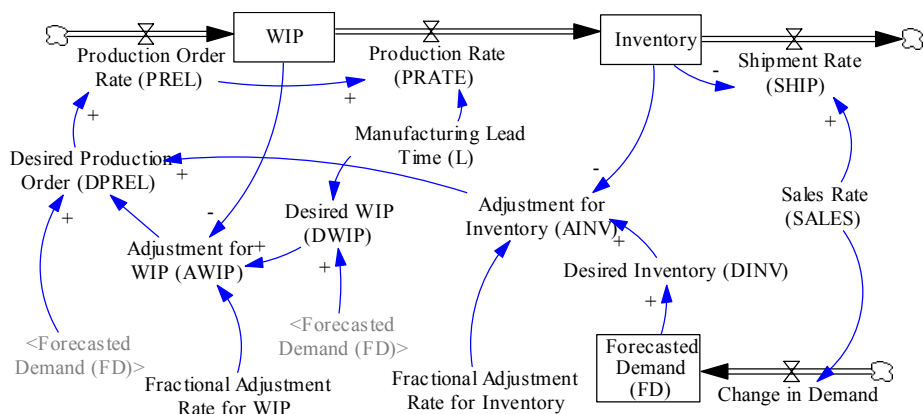 WIP
Inventory
Production Order
Rate (PREL)
Production Rate
(PRATE)
Shipment Rate
(SHIP)
-
+
+
+
+
Manufacturing Lead
Time (L)
Desired Production
Order (DPREL)
+
-
Sales Rate
(SALES)
Desired WIP
(DWIP)
Adjustment for
Inventory (AINV)
-
+
Adjustment for
WIP (AWIP)
+
+
+
Desired Inventory (DINV)
+
<Forecasted
Demand (FD)>
<Forecasted
Demand (FD)>
Forecasted
Demand
(FD)
Fractional Adjustment
Rate for WIP
Fractional Adjustment
Rate for Inventory
Change in Demand